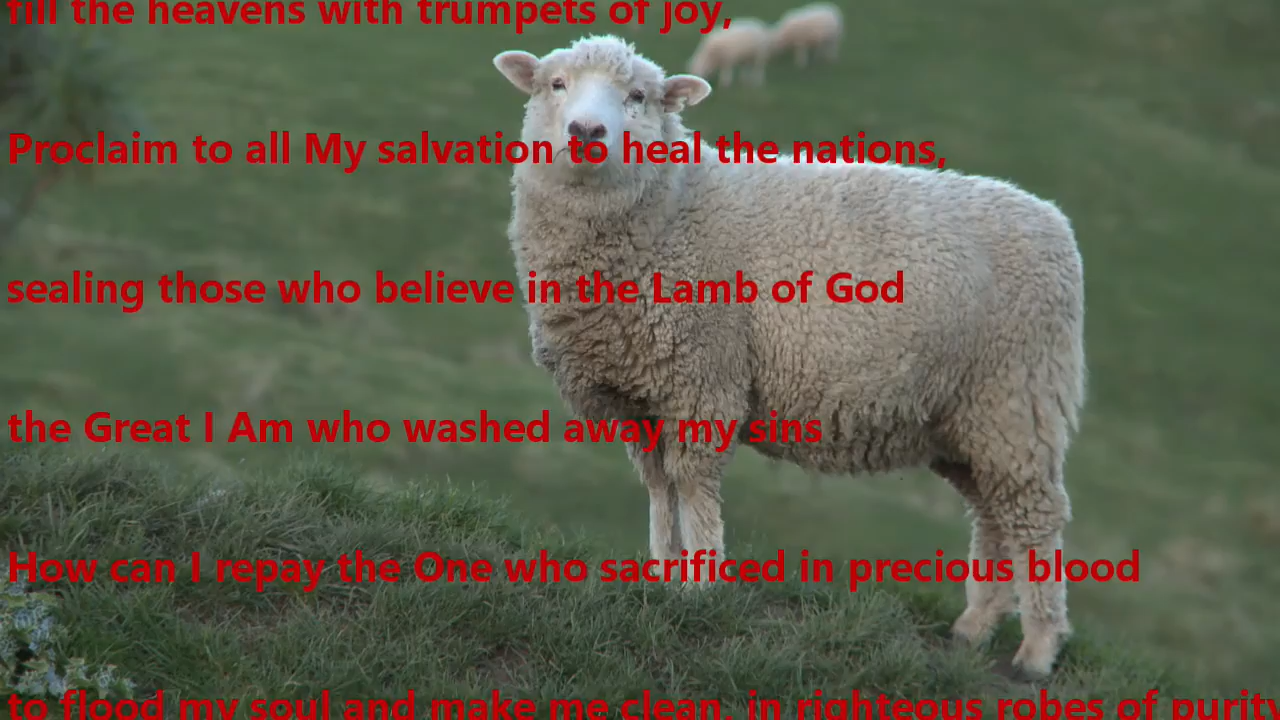 fill the heavens with trumpets of joy,
Proclaim to all My salvation to heal the nations,
sealing those who believe in the Lamb of God
the Great I Am who washed away my sins
How can I repay the One who sacrificed in precious blood
to flood my soul and make me clean, in righteous robes of purity